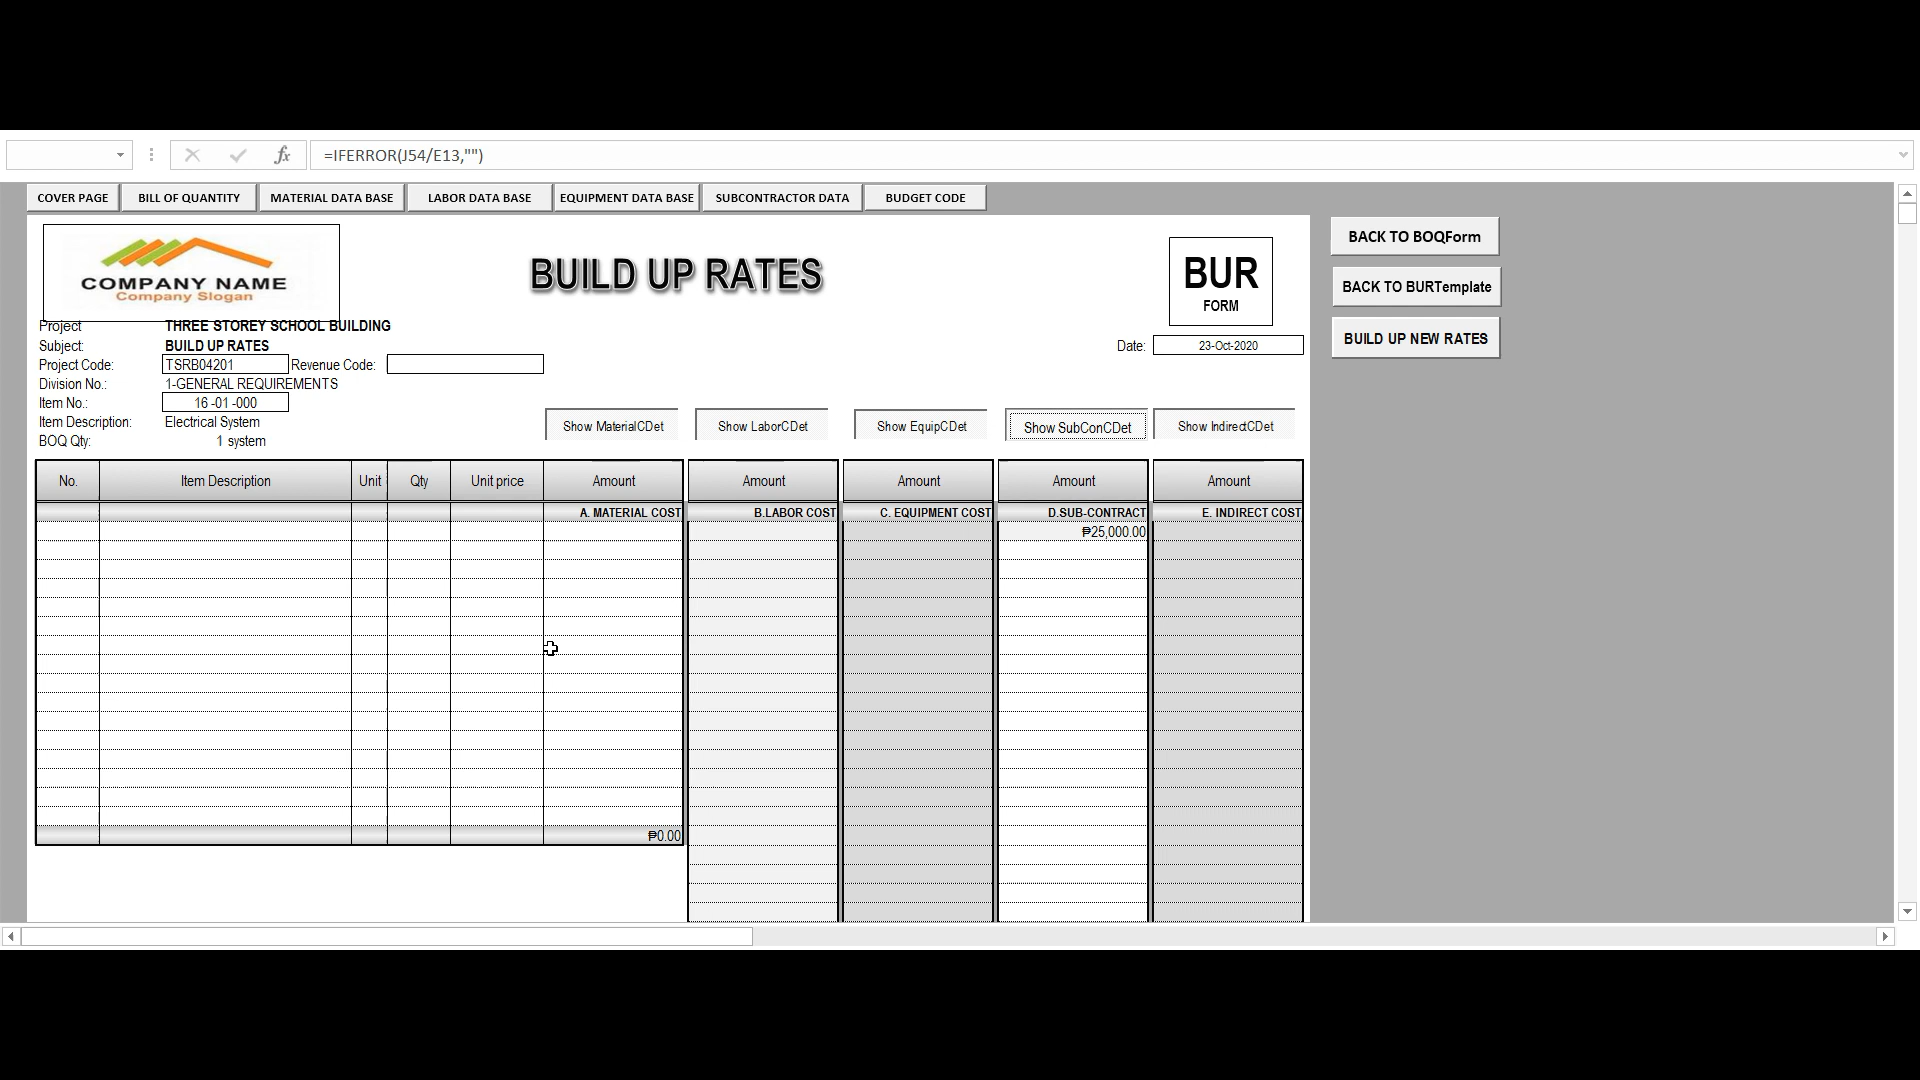 fx =IFERROR(J54/E13,"")
COVER PAGE BILL OF QUANTITY MATERIAL DATA BASE LABOR DATA BASE EQUIPMENT DATA BASE SUBCONTRACTOR DATA BUDGET CODE
COMPANY NAME
Company Slogan
BUILD UP RATES
BUR
FORM
BACK TO BOQForm
BACK TO BURTemplate
BUILD UP NEW RATES
Project THREE STOREY SCHOOL BUILDING
Subject: BUILD UP RATES
Date: 23-Oct-2020
Project Code: TSRB04201 Revenue Code:
Division No.: 1-GENERAL REQUIREMENTS
Item No.: 16 -01 -000
Item Description: Electrical System
BOQ Qty: 1 system
Show MaterialCDet Show LaborCDet Show EquipCDet Show SubConCDet Show IndirectCDet
No. Item Description Unit Qty Unit price Amount Amount Amount Amount Amount
A. MATERIAL COST B.LABOR COST C. EQUIPMENT COST D.SUB-CONTRACT E. INDIRECT COST
₱25,000.00
₱0.00